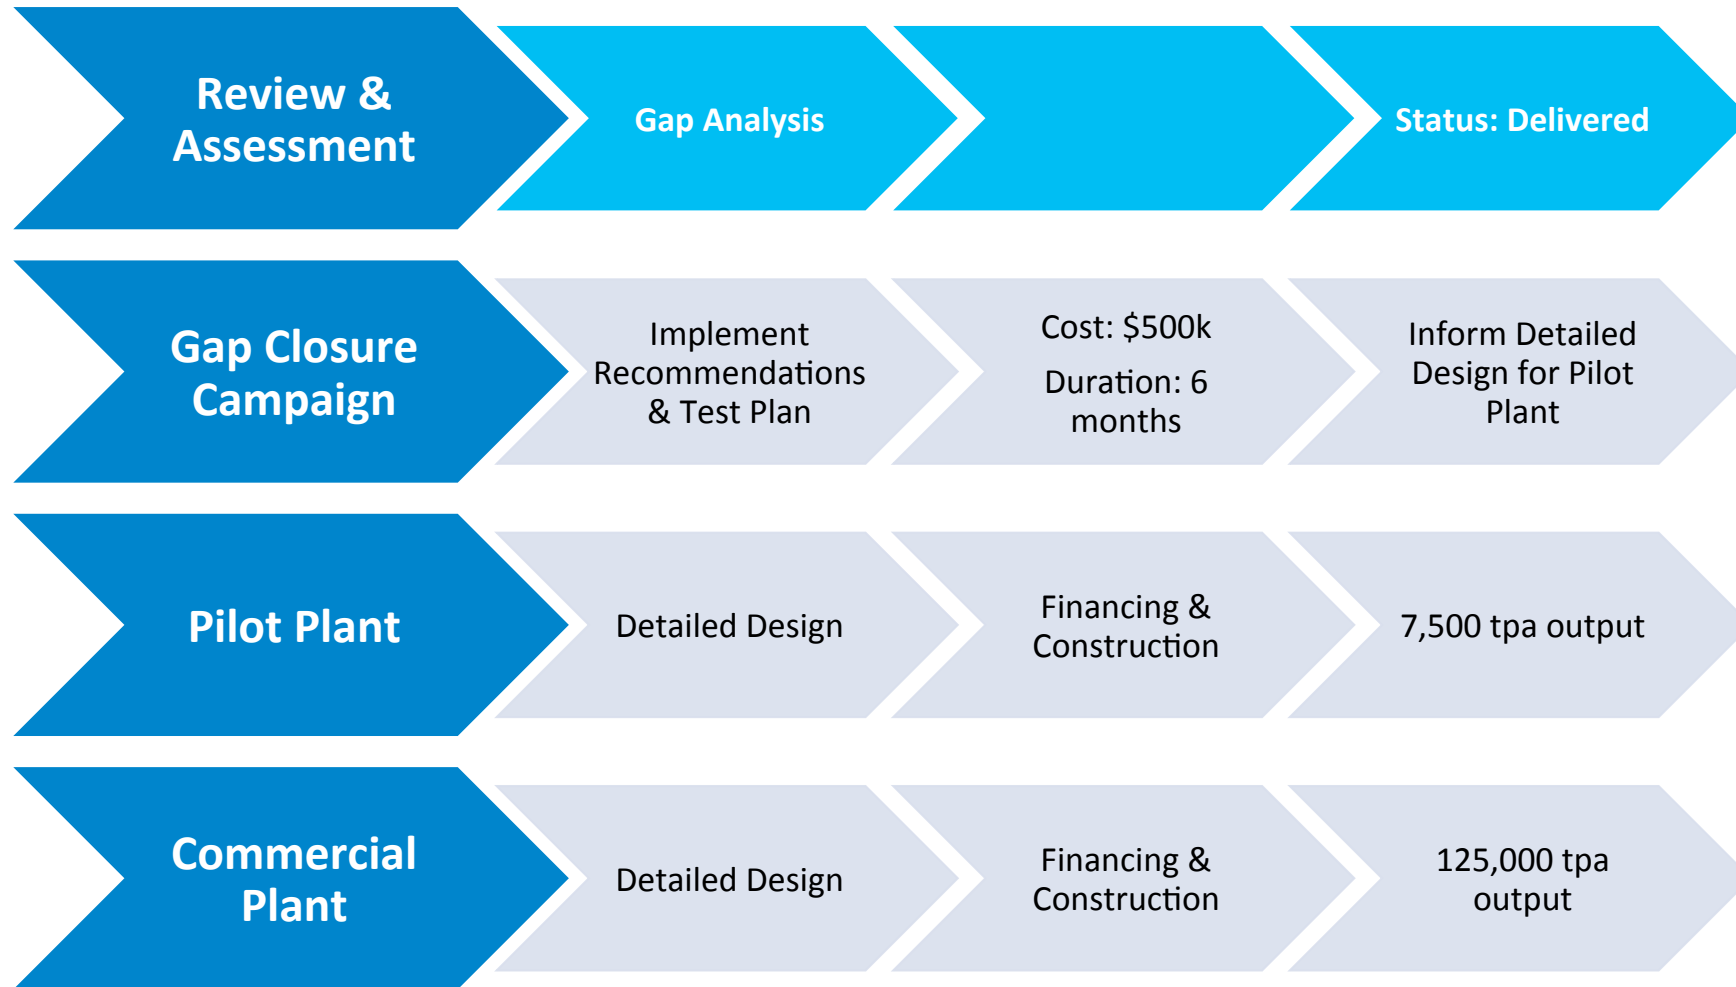 Review &
Assessment
Gap Analysis
Status: Delivered
Gap Closure
Campaign
Implement
Recommendations
& Test Plan
Cost: $500k
Duration: 6
months
Inform Detailed
Design for Pilot
Plant
Pilot Plant
Detailed Design
Financing &
Construction
7,500 tpa output
Commercial
Plant
Detailed Design
Financing &
Construction
125,000 tpa
output